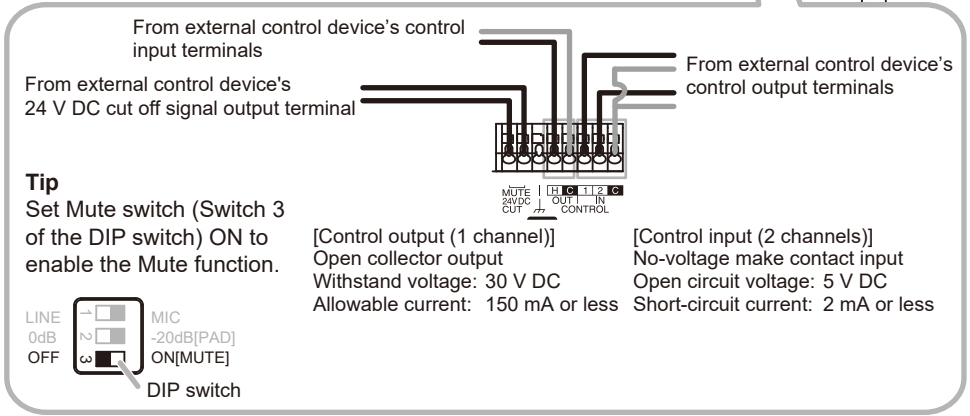 From external control device’s control
input terminals
From external control device’s
control output terminals
From external control device's
24 V DC cut off signal output terminal
MUTE
24VDC
CUT
H C 1 2 C
OUT IN
CONTROL
Tip
Set Mute switch (Switch 3
of the DIP switch) ON to
enable the Mute function.
[Control output (1 channel)]
Open collector output
Withstand voltage: 30 V DC
Allowable current: 150 mA or less
[Control input (2 channels)]
No-voltage make contact input
Open circuit voltage: 5 V DC
Short-circuit current: 2 mA or less
LINE 1 MIC
0dB 2 -20dB[PAD]
OFF 3 ON[MUTE]
DIP switch